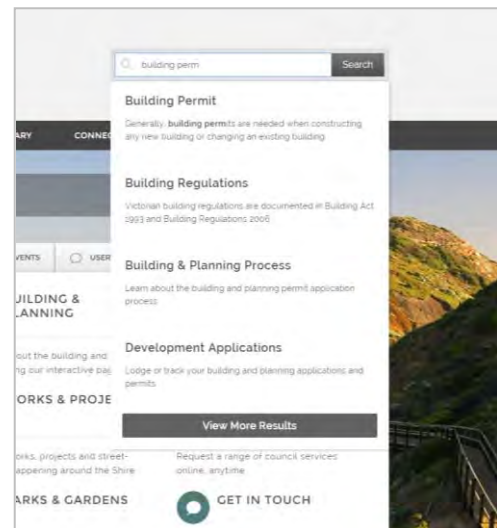 building perm
Search
Building Permit
Generally, building permits are needed when constructing
any new building or changing an existing building.
ARY
CONNEC
Building Regulations
Victorian building regulations are documented in Building Act
1993 and Building Regulations 2006
VENTS
USER
Building & Planning Process
Learn about the building and planning permit application
process
UILDING &
LANNING
Development Applications
Lodge or track your building and planning applications and
permits
out the building and
ng our interactive pag
ORKS & PROJE
View More Results
orks, projects and street-
appening around the Shire
Request a range of council services
online, anytime
ARKS & GARDENS
GET IN TOUCH